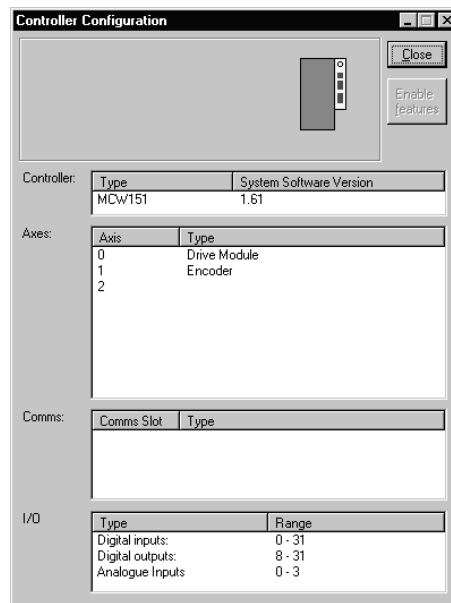 Controller Configuration
Close
Enable features
Controller:
Type System Software Version
MCW151 1.61
Axes:
Axis Type
0 Drive Module
1 Encoder
2
Comms:
Comms Slot Type
I/O
Type Range
Digital inputs: 0 - 31
Digital outputs: 8 - 31
Analogue Inputs 0 - 3